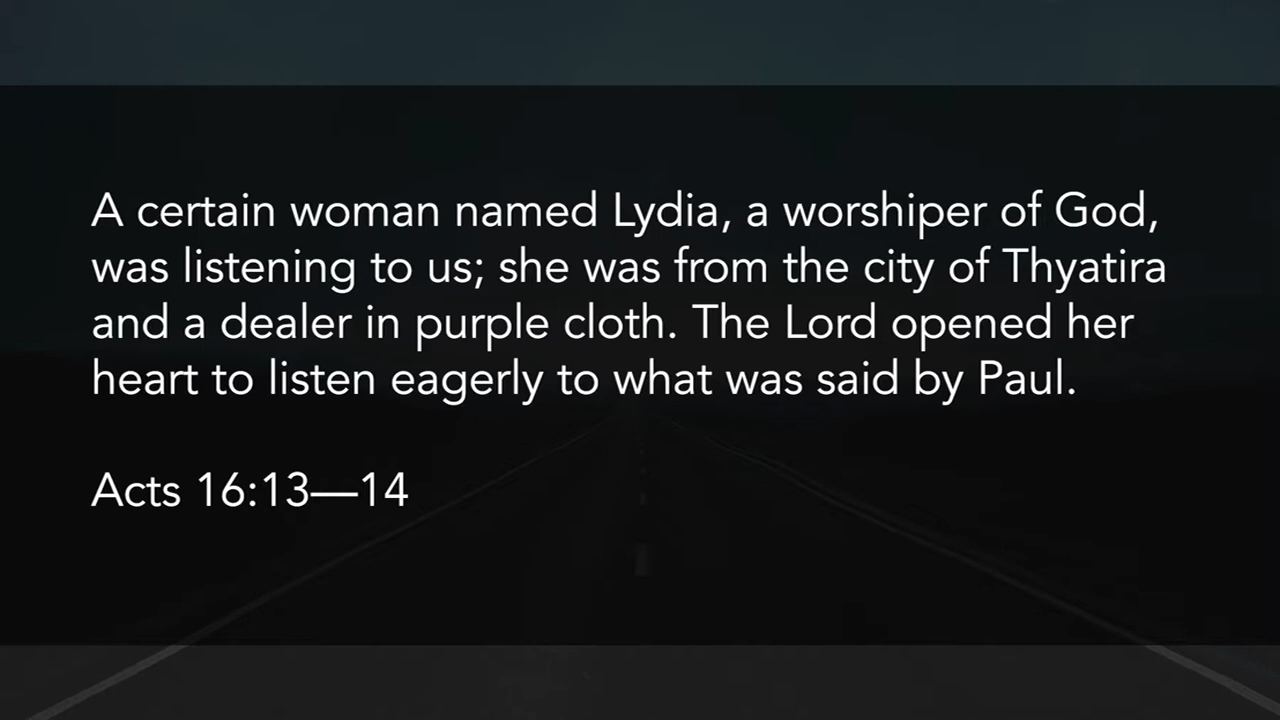 A certain woman named Lydia, a worshiper of God,
was listening to us; she was from the city of Thyatira
and a dealer in purple cloth. The Lord opened her
heart to listen eagerly to what was said by Paul.
Acts 16:13—14